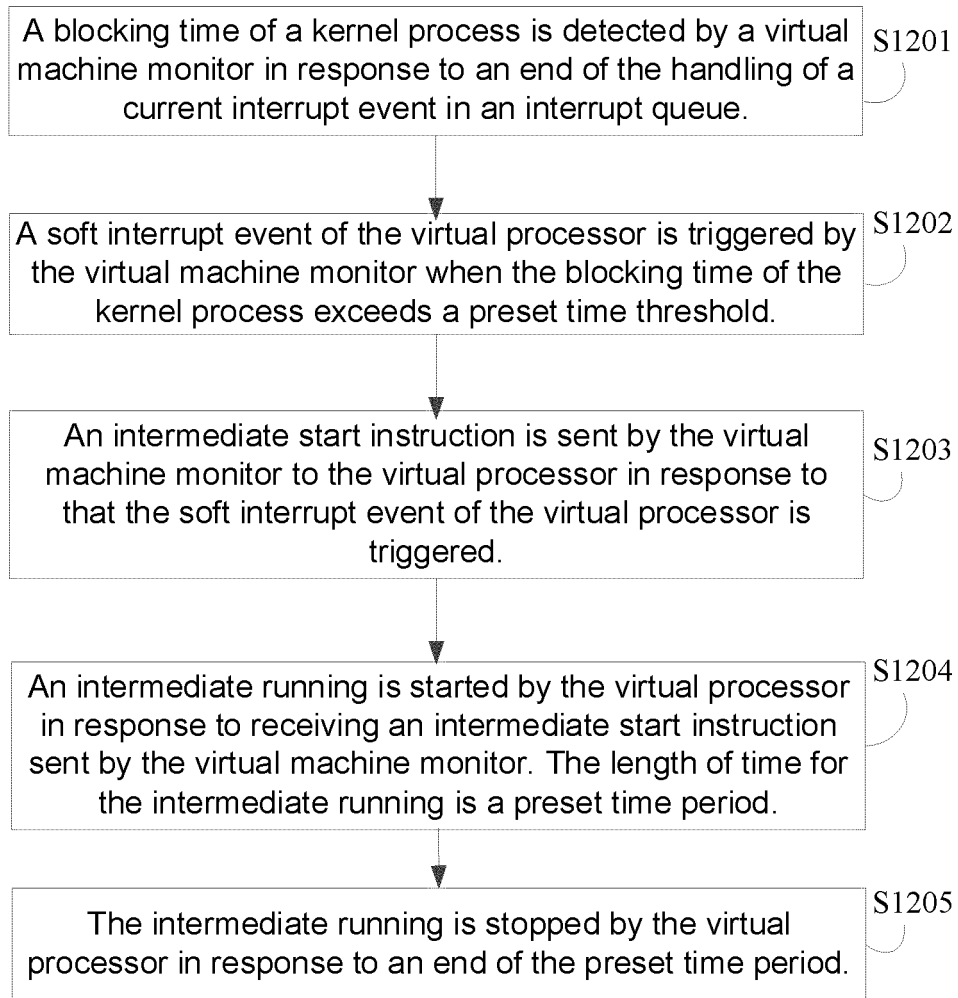 A blocking time of a kernel process is detected by a virtual
machine monitor in response to an end of the handling of a
current interrupt event in an interrupt queue.
S1201
A soft interrupt event of the virtual processor is triggered by
the virtual machine monitor when the blocking time of the
kernel process exceeds a preset time threshold.
S1202
An intermediate start instruction is sent by the virtual
machine monitor to the virtual processor in response to
that the soft interrupt event of the virtual processor is
triggered.
S1203
An intermediate running is started by the virtual processor
in response to receiving an intermediate start instruction
sent by the virtual machine monitor. The length of time for
the intermediate running is a preset time period.
S1204
The intermediate running is stopped by the virtual
processor in response to an end of the preset time period.
S1205